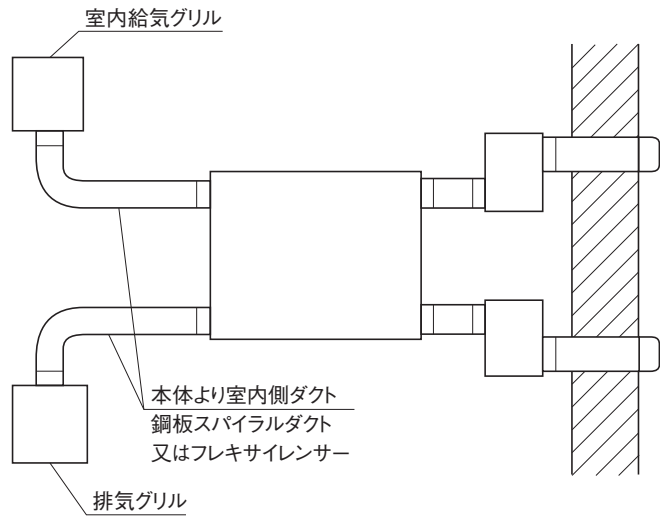 室内給気グリル
本体より室内側ダクト
鋼板スパイラルダクト
又はフレキサイレンサー
排気グリル